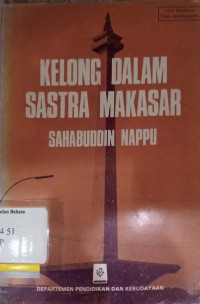 KELONG DALAM
SASTRA MAKASAR
SAHABUDDIN NAPPU
DEPARTEMEN PENDIDIKAN DAN KEBUDAYAAN